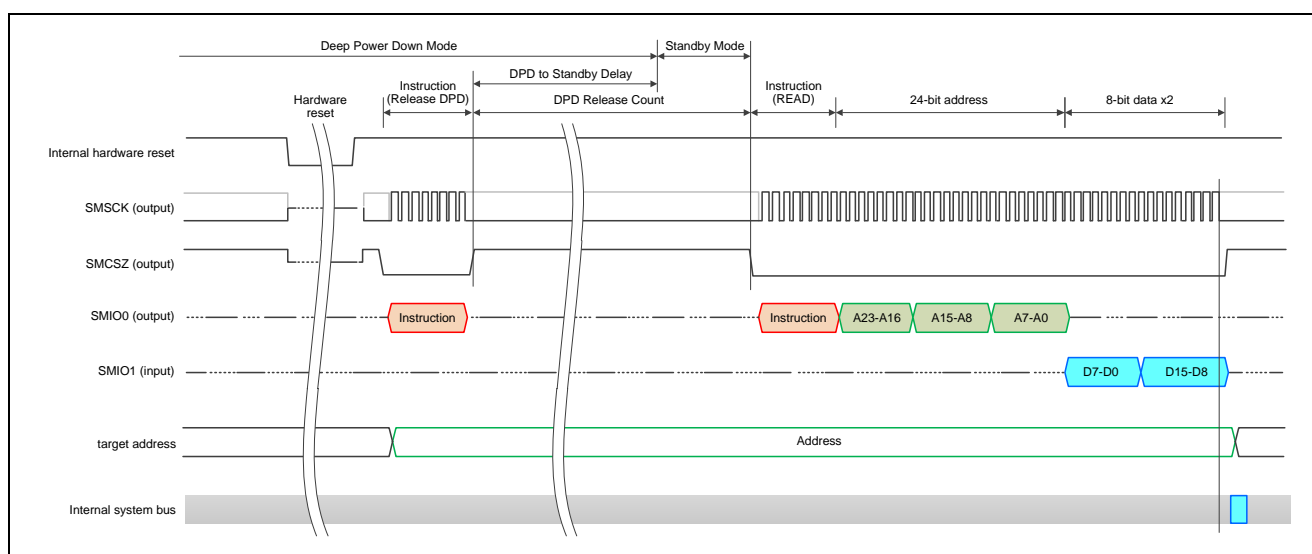 Deep Power Down Mode
Standby Mode
DPD to Standby Delay
Instruction
(Release DPD)
DPD Release Count
Instruction
(READ)
24-bit address
8-bit data x2
Hardware
reset
Internal hardware reset
SMSCK (output)
SMCSZ (output)
SMIO0 (output)
Instruction
Instruction
A23-A16
A15-A8
A7-A0
SMIO1 (input)
D7-D0
D15-D8
target address
Address
Internal system bus